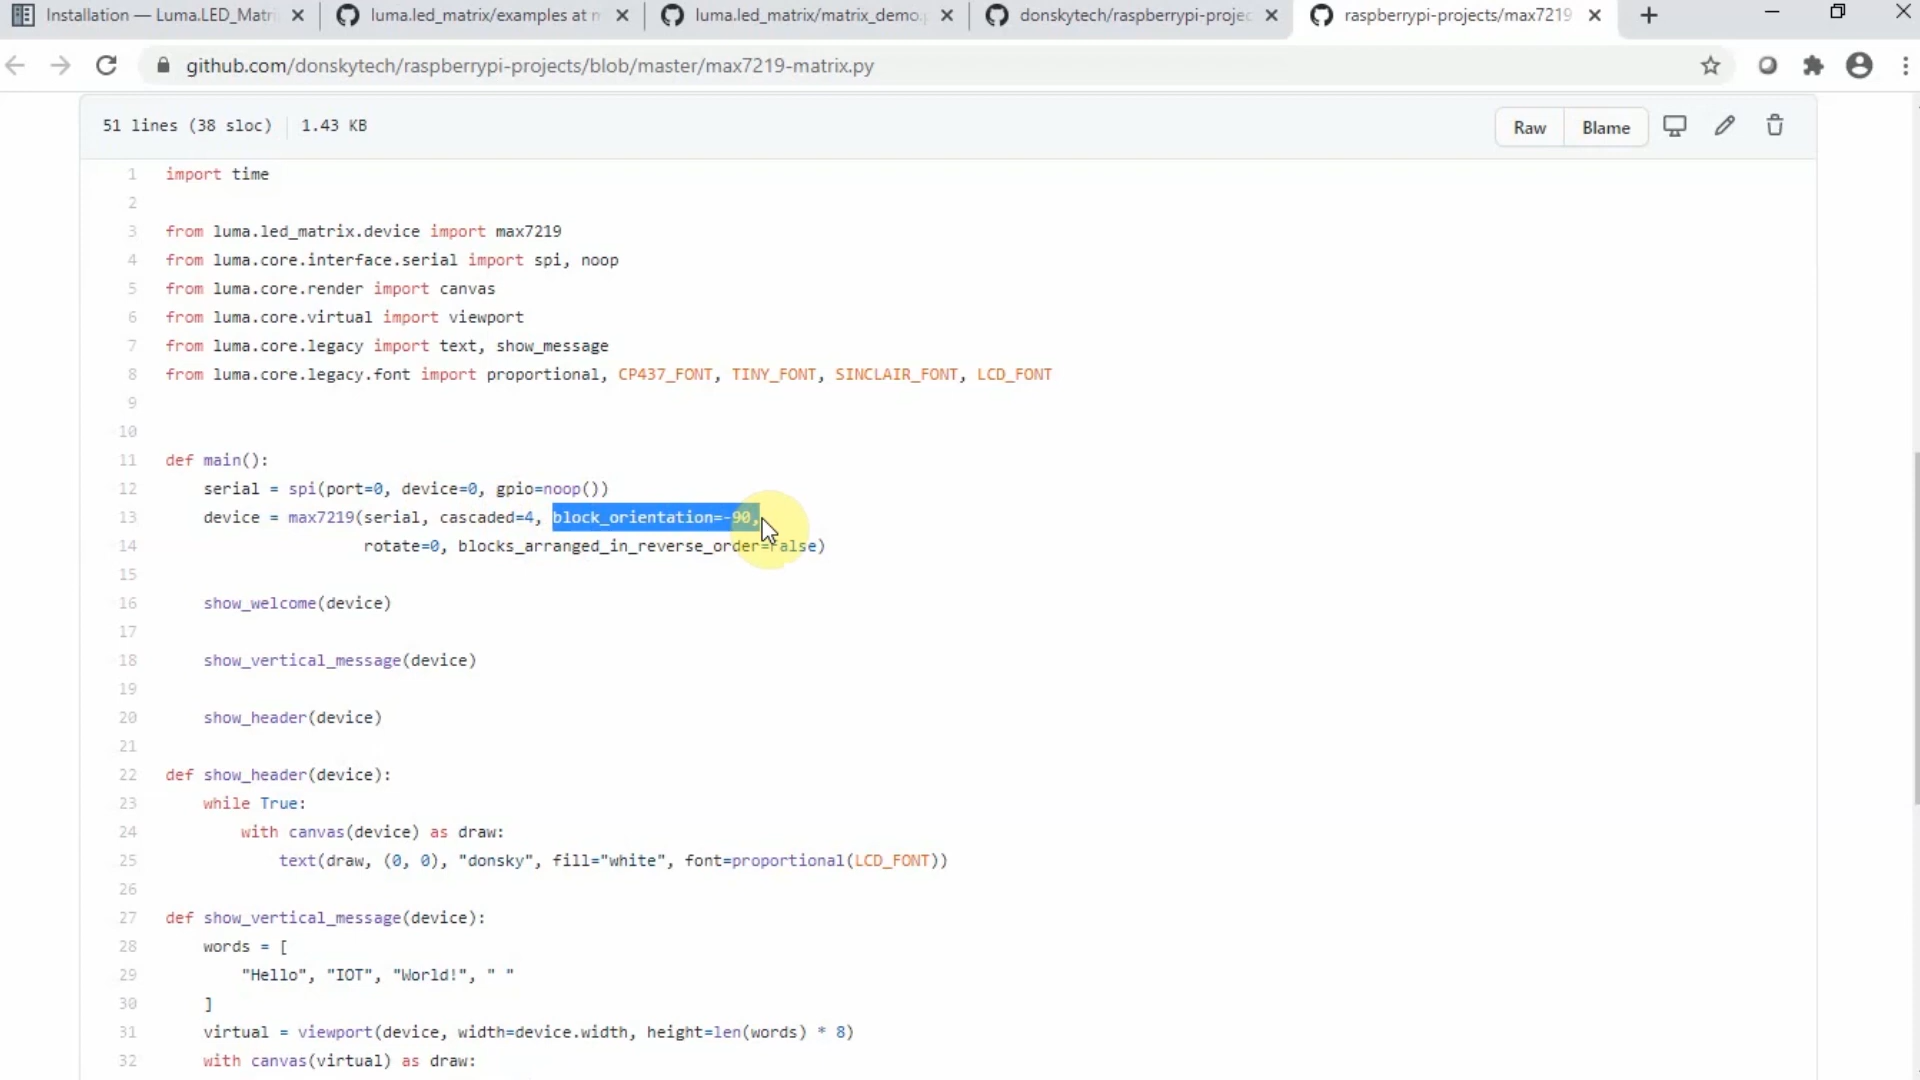 Installation — Luma.LED_Matri
luma.led_matrix/examples at m
luma.led_matrix/matrix_demo.p
donskytech/raspberrypi-projec
raspberrypi-projects/max7219
github.com/donskytech/raspberrypi-projects/blob/master/max7219-matrix.py
51 lines (38 sloc) 1.43 KB
Raw Blame
1 import time
2
3 from luma.led_matrix.device import max7219
4 from luma.core.interface.serial import spi, noop
5 from luma.core.render import canvas
6 from luma.core.virtual import viewport
7 from luma.core.legacy import text, show_message
8 from luma.core.legacy.font import proportional, CP437_FONT, TINY_FONT, SINCLAIR_FONT, LCD_FONT
9
10
11 def main():
12 serial = spi(port=0, device=0, gpio=noop())
13 device = max7219(serial, cascaded=4, block_orientation=-90,
14 rotate=0, blocks_arranged_in_reverse_order=False)
15
16 show_welcome(device)
17
18 show_vertical_message(device)
19
20 show_header(device)
21
22 def show_header(device):
23 while True:
24 with canvas(device) as draw:
25 text(draw, (0, 0), "donsky", fill="white", font=proportional(LCD_FONT))
26
27 def show_vertical_message(device):
28 words = [
29 "Hello", "IOT", "World!", " "
30 ]
31 virtual = viewport(device, width=device.width, height=len(words) * 8)
32 with canvas(virtual) as draw: